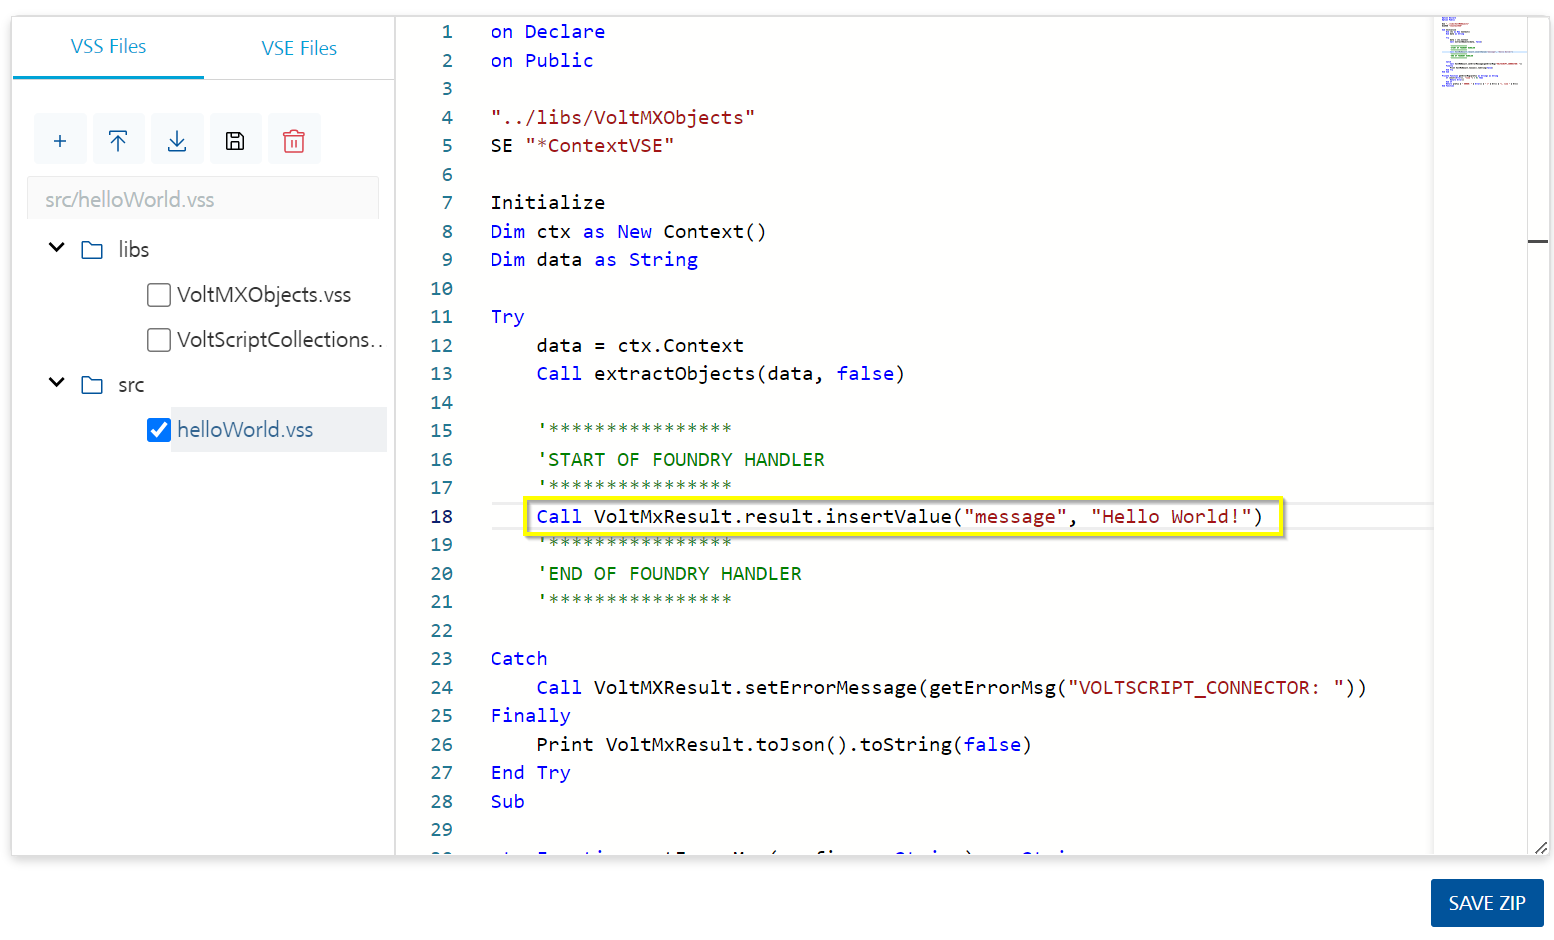 VSS Files
VSE Files
src/helloWorld.vss
libs
VoltMXObjects.vss
VoltScriptCollections..
src
helloWorld.vss
1 on Declare
2 on Public
3
4 "../libs/VoltMXObjects"
5 SE "*ContextVSE"
6
7 Initialize
8 Dim ctx as New Context()
9 Dim data as String
10
11 Try
12 data = ctx.Context
13 Call extractObjects(data, false)
14
15 '****************
16 'START OF FOUNDRY HANDLER
17 '****************
18 Call VoltMxResult.result.insertValue("message", "Hello World!")
19 '****************
20 'END OF FOUNDRY HANDLER
21 '****************
22
23 Catch
24 Call VoltMXResult.setErrorMessage(getErrorMsg("VOLTSCRIPT_CONNECTOR: "))
25 Finally
26 Print VoltMxResult.toJson().toString(false)
27 End Try
28 Sub
29
SAVE ZIP